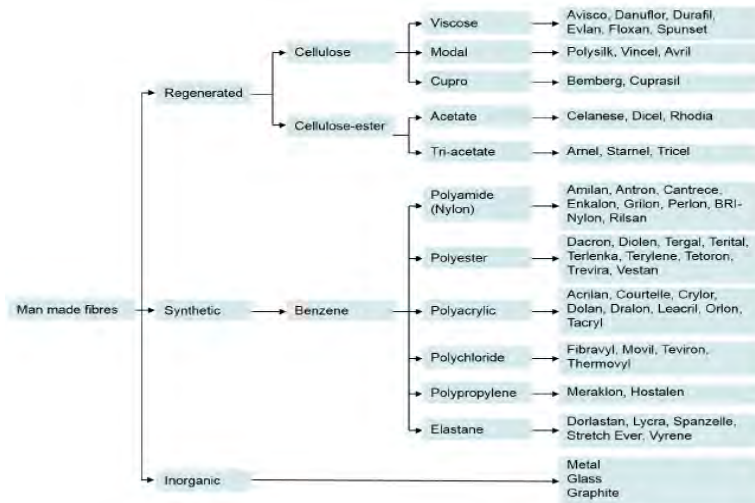 Man made fibres
Regenerated
Cellulose
Viscose
Avisco, Danuflor, Durafil,
Evlan, Floxan, Spunset
Modal
Polysilk, Vincel, Avril
Cupro
Bemberg, Cuprasil
Cellulose-ester
Acetate
Celanese, Dicel, Rhodia
Tri-acetate
Arnel, Starnel, Tricel
Synthetic
Benzene
Polyamide
(Nylon)
Amilan, Antron, Cantrece,
Enkalon, Grilon, Perlon, BRI-
Nylon, Rilsan
Polyester
Dacron, Diolen, Tergal, Terital,
Terlenka, Terylene, Tetoron,
Trevira, Vestan
Polyacrylic
Acrilan, Courtelle, Crylor,
Dolan, Dralon, Leacril, Orlon,
Tacryl
Polychloride
Fibravyl, Movil, Teviron,
Thermovyl
Polypropylene
Meraklon, Hostalen
Elastane
Dorlastan, Lycra, Spanzelle,
Stretch Ever, Vyrene
Inorganic
Metal
Glass
Graphite